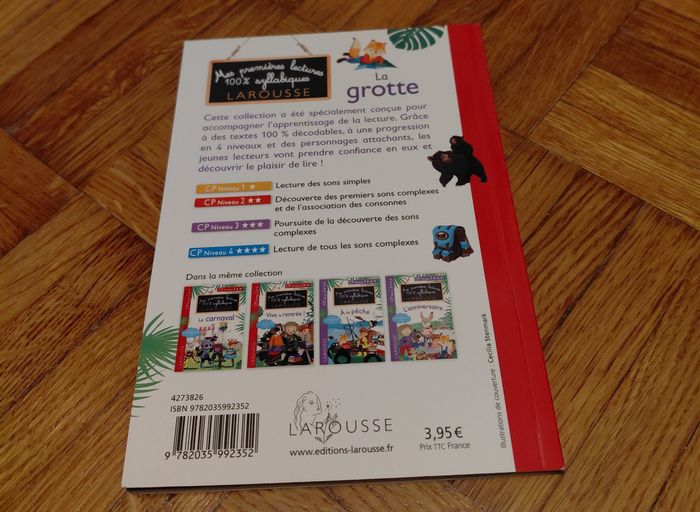 Mes premières lectures
100% syllabiques
LAROUSSE
La
grotte
Cette collection a été spécialement conçue pour
accompagner l'apprentissage de la lecture. Grâce
à des textes 100 % décodables, à une progression
en 4 niveaux et des personnages attachants, les
jeunes lecteurs vont prendre confiance en eux et
découvrir le plaisir de lire !
CP Niveau 1 ★ Lecture des sons simples
CP Niveau 2 ★★ Découverte des premiers sons complexes
et de l'association des consonnes
CP Niveau 3 ★★★ Poursuite de la découverte des sons
complexes
CP Niveau 4 ★★★★ Lecture de tous les sons complexes
Dans la même collection
Le carnaval
Vive la rentrée !
À la pêche
L'anniversaire
4273826
ISBN 9782035992352
9 782035 992352
LAROUSSE
www.editions-larousse.fr
3,95 €
Prix TTC France
Illustrations de couverture - Cecilia Stenmark